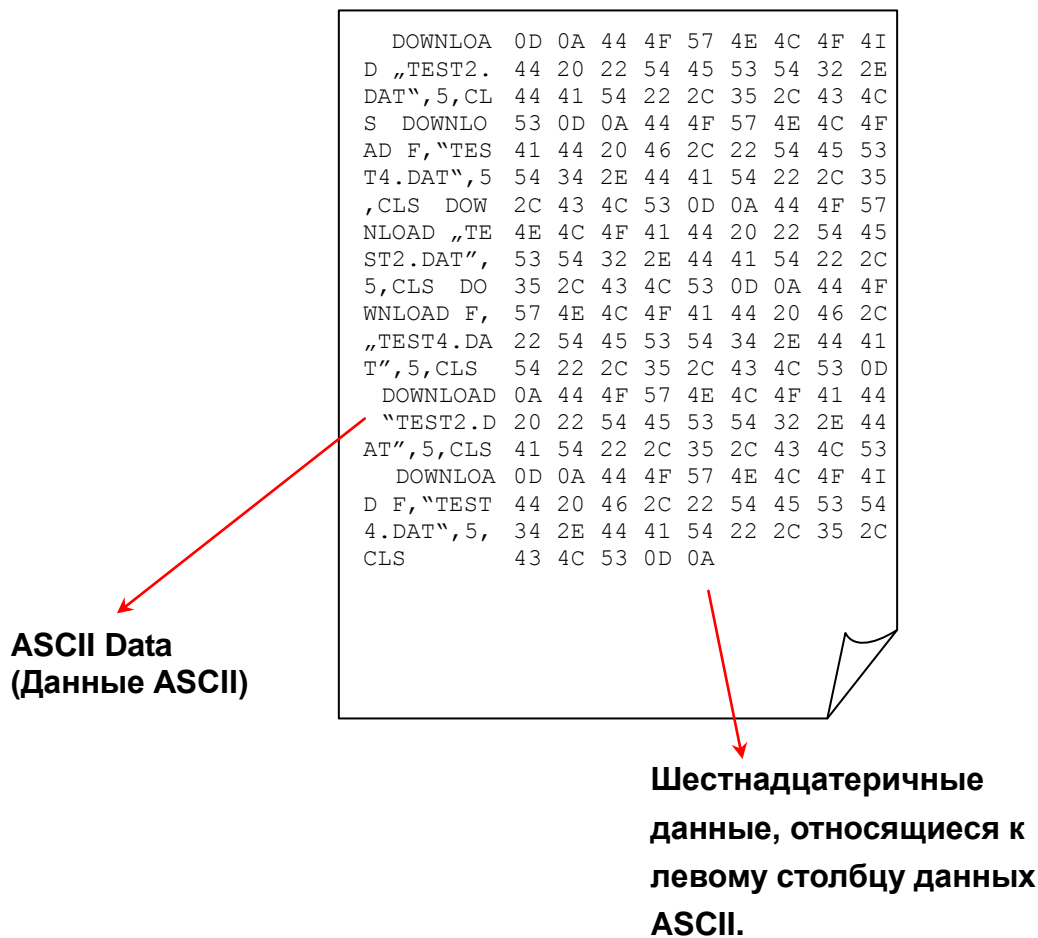 DOWNLOA 0D 0A 44 4F 57 4E 4C 4F 4I
D „TEST2. 44 20 22 54 45 53 54 32 2E
DAT‟,5,CL 44 41 54 22 2C 35 2C 43 4C
S DOWNLO 53 0D 0A 44 4F 57 4E 4C 4F
AD F,‟TES 41 44 20 46 2C 22 54 45 53
T4.DAT‟,5 54 34 2E 44 41 54 22 2C 35
,CLS DOW 2C 43 4C 53 0D 0A 44 4F 57
NLOAD „TE 4E 4C 4F 41 44 20 22 54 45
ST2.DAT”, 53 54 32 2E 44 41 54 22 2C
5,CLS DO 35 2C 43 4C 53 0D 0A 44 4F
WNLOAD F, 57 4E 4C 4F 41 44 20 46 2C
„TEST4.DA 22 54 45 53 54 34 2E 44 41
T”,5,CLS 54 22 2C 35 2C 43 4C 53 0D
DOWNLOAD 0A 44 4F 57 4E 4C 4F 41 44
‟TEST2.D 20 22 54 45 53 54 32 2E 44
AT”,5,CLS 41 54 22 2C 35 2C 43 4C 53
DOWNLOA 0D 0A 44 4F 57 4E 4C 4F 4I
D F,‟TEST 44 20 46 2C 22 54 45 53 54
4.DAT‟,5, 34 2E 44 41 54 22 2C 35 2C
CLS 43 4C 53 0D 0A
ASCII Data
(Данные ASCII)
Шестнадцатеричные
данные, относящиеся к
левому столбцу данных
ASCII.